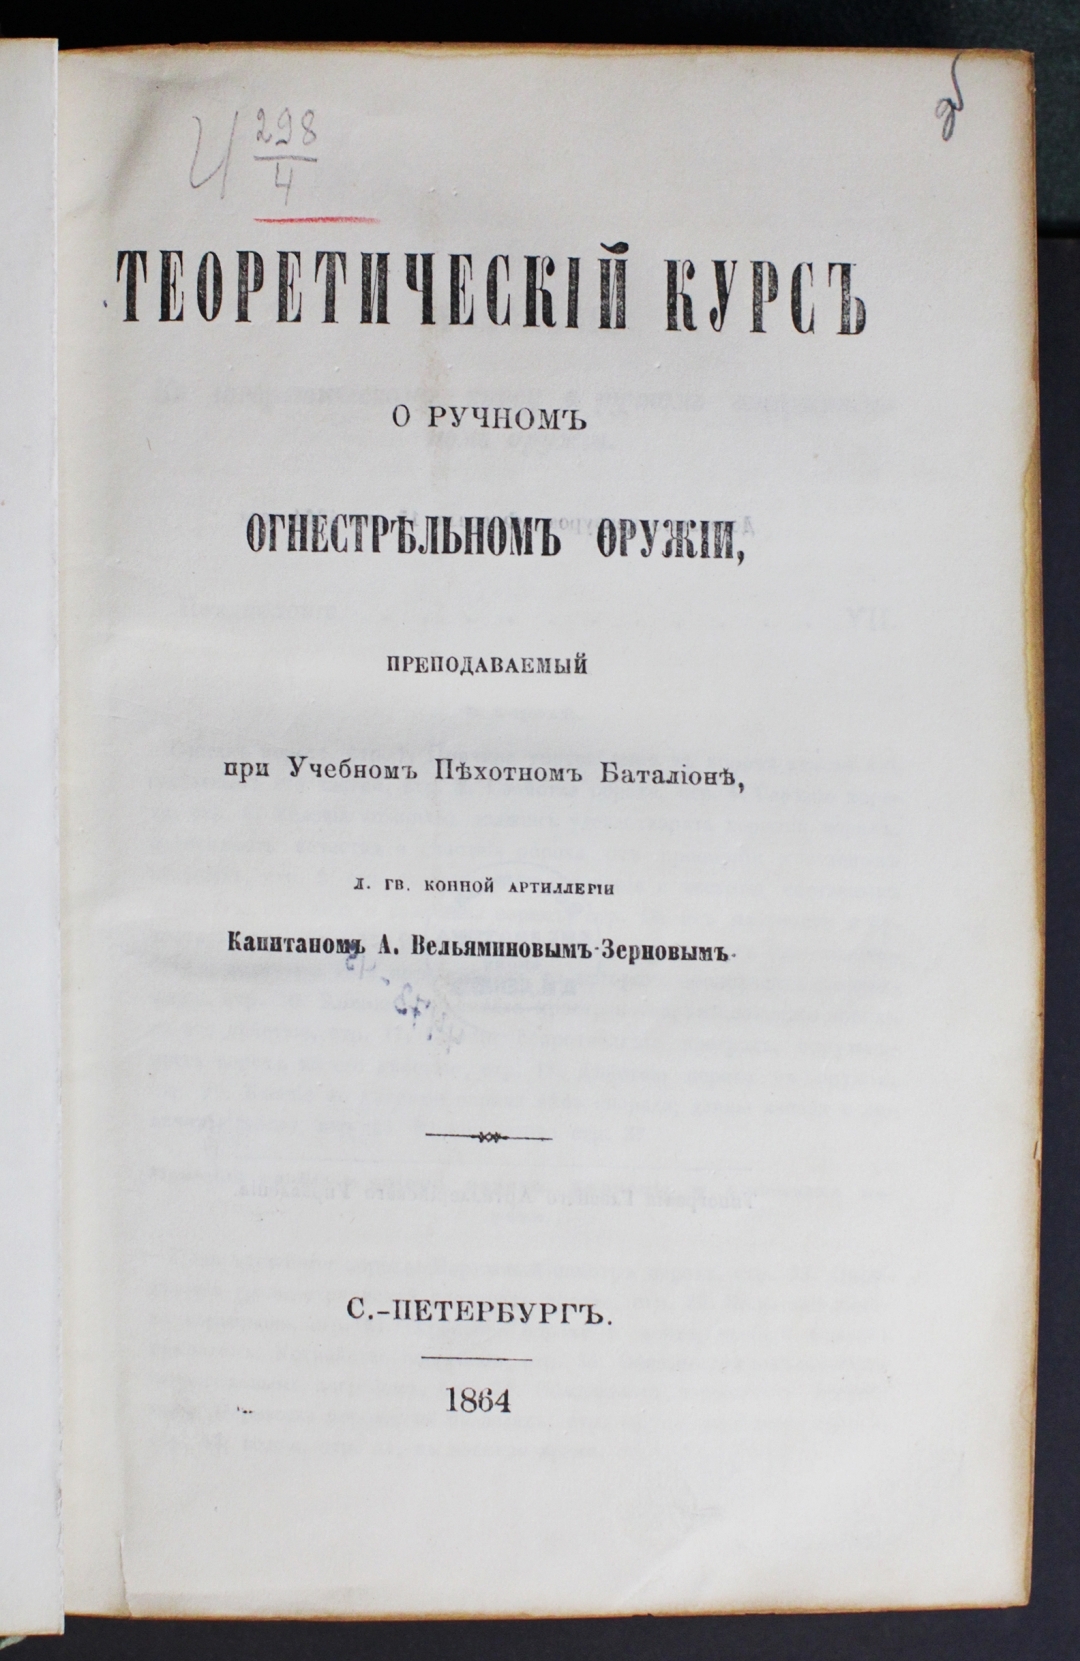 298
4
ТЕОРЕТИЧЕСКІЙ КУРСЪ
О РУЧНОМЪ
ОГНЕСТРѢЛЬНОМЪ ОРУЖІИ,
ПРЕПОДАВАЕМЫЙ
при Учебномъ Пѣхотномъ Баталіонѣ,
Л. ГВ. КОННОЙ АРТИЛЛЕРІИ
Капитаномъ А. Вельяминовымъ-Зерновымъ.
С.-ПЕТЕРБУРГЪ.
1864